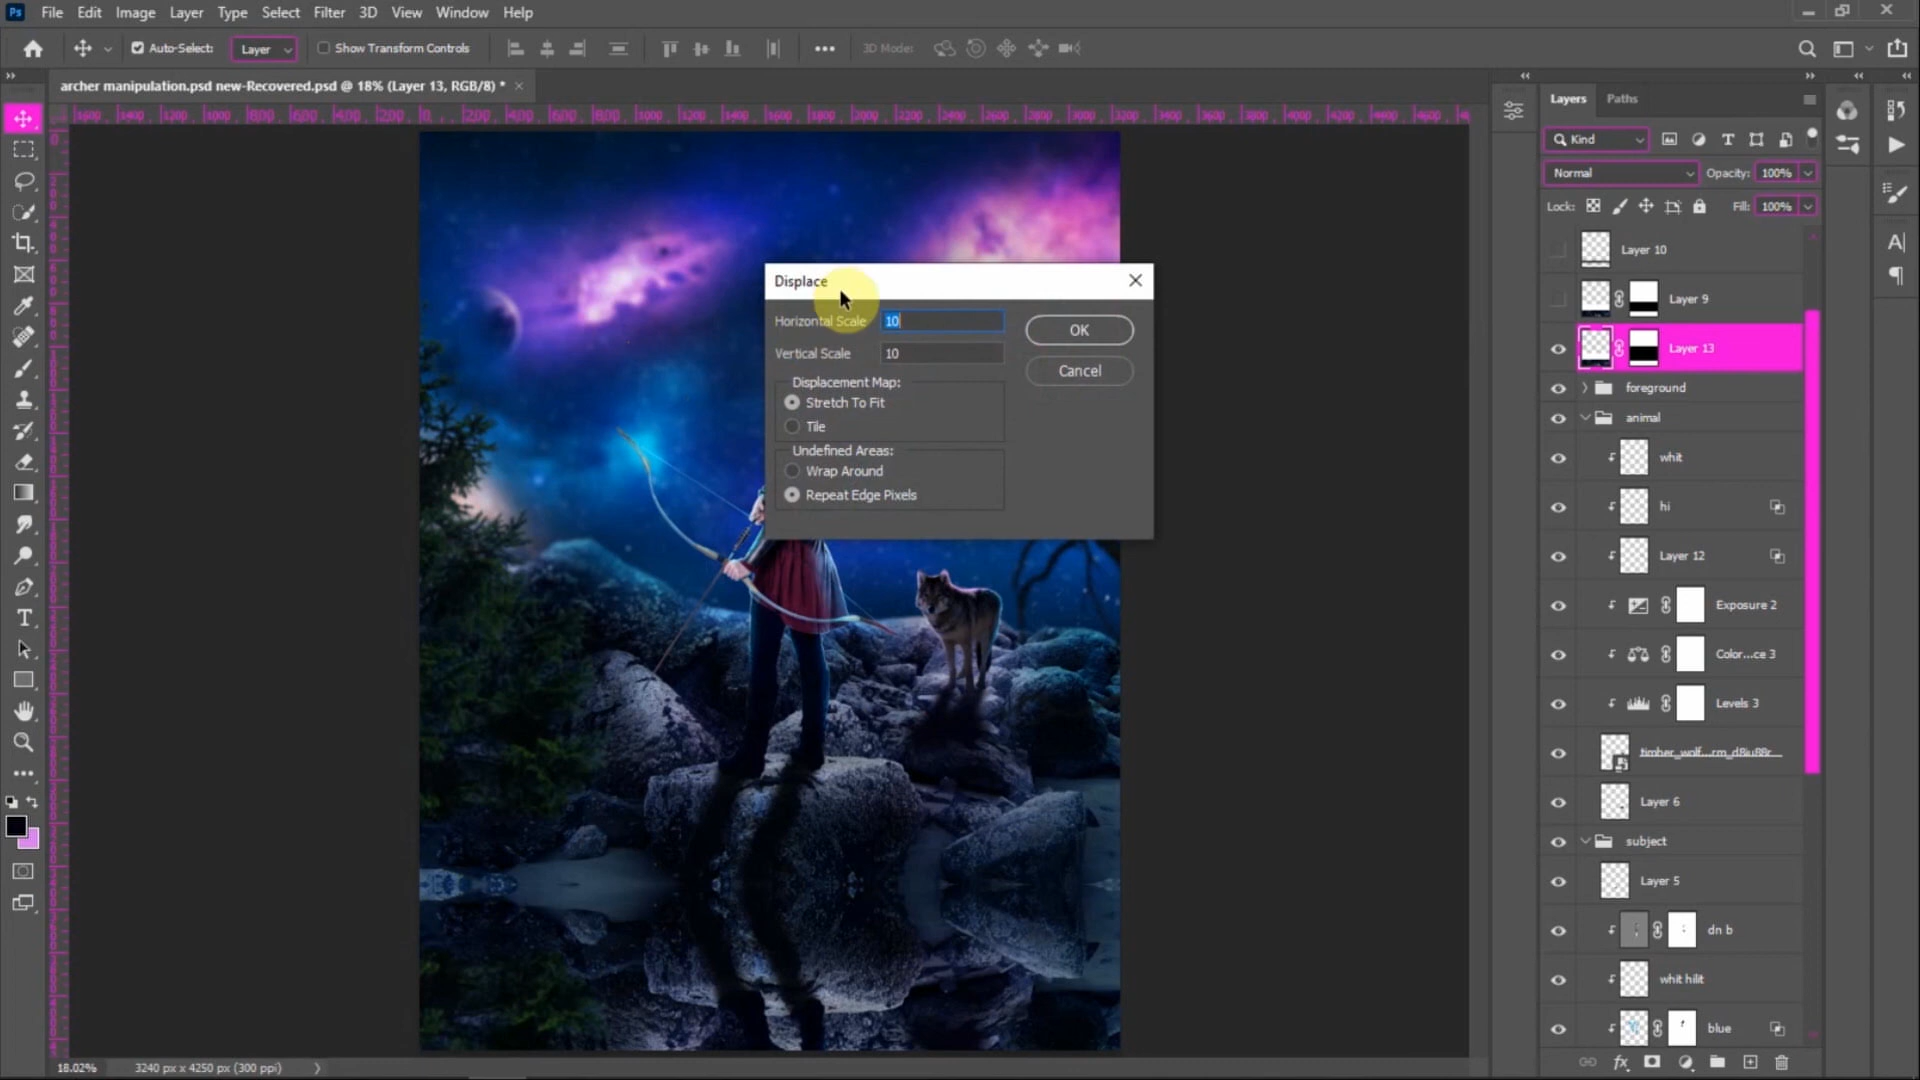 Ps File Edit Image Layer Type Select Filter 3D View Window Help
Auto-Select: Layer Show Transform Controls 3D Mode:
archer manipulation.psd new-Recovered.psd @ 18% (Layer 13, RGB/8) *
Layers Paths
Kind
Normal Opacity: 100%
Lock: Fill: 100%
Layer 10
Layer 9
Layer 13
foreground
animal
whit
hi
Layer 12
Exposure 2
Color...ce 3
Levels 3
Layer 6
subject
Layer 5
dn b
whit hilit
blue
Displace
Horizontal Scale 10
OK
Vertical Scale 10
Cancel
Displacement Map:
Stretch To Fit
Tile
Undefined Areas:
Wrap Around
Repeat Edge Pixels
18.02% 3240 px x 4250 px (300 ppi)